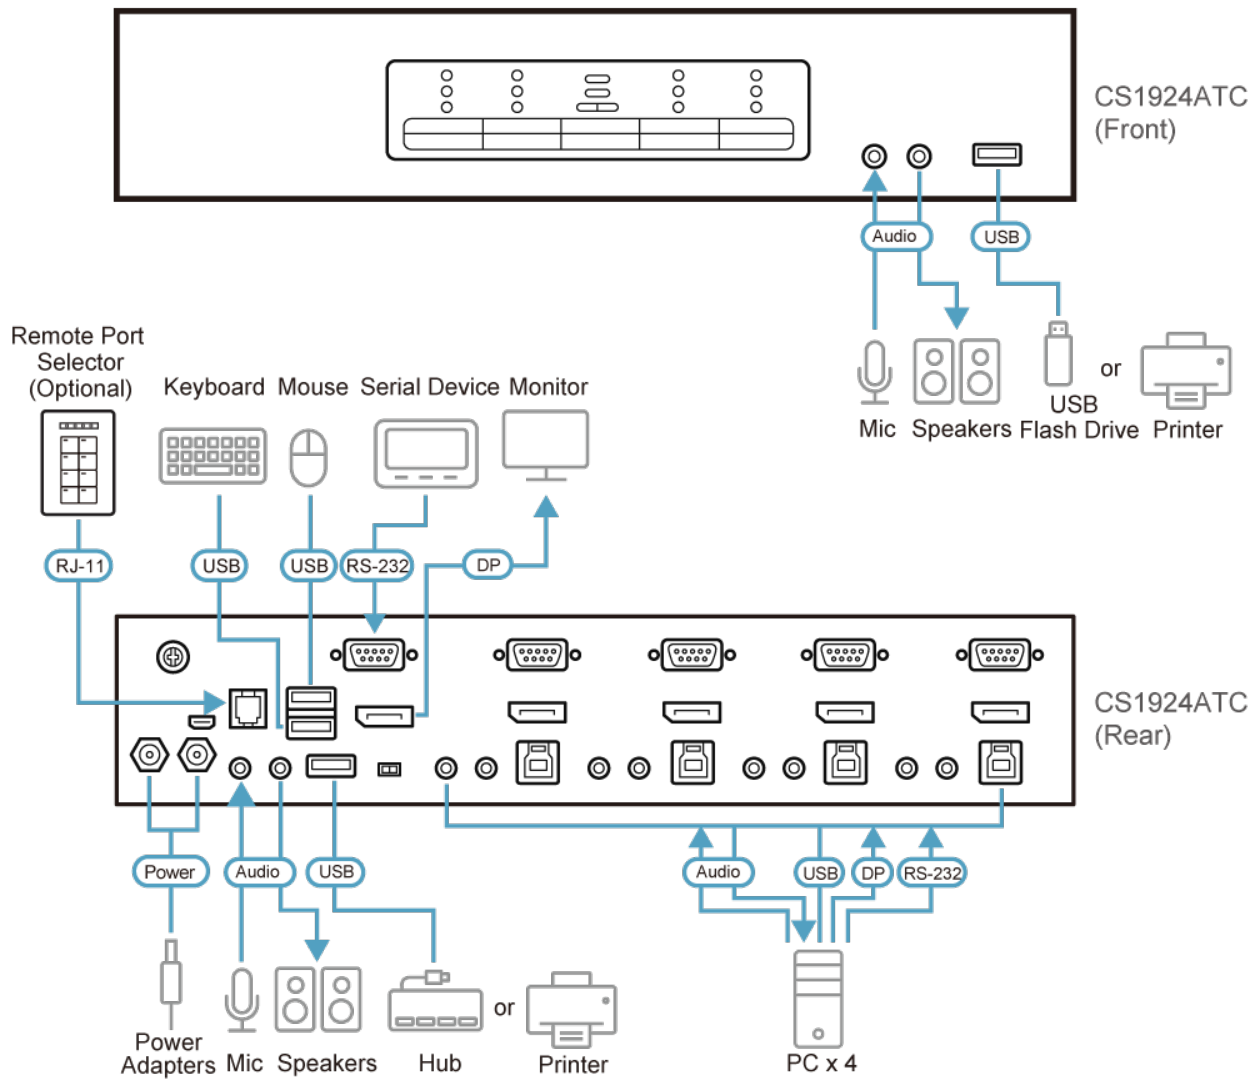 CS1924ATC
(Front)
Audio
USB
Mic
Speakers
USB
Flash Drive
or
Printer
Remote Port
Selector
(Optional)
Keyboard
Mouse
Serial Device
Monitor
RJ-11
USB
USB
RS-232
DP
CS1924ATC
(Rear)
Power
Audio
USB
Audio
USB
DP
RS-232
Power
Adapters
Mic
Speakers
Hub
or
Printer
PC x 4